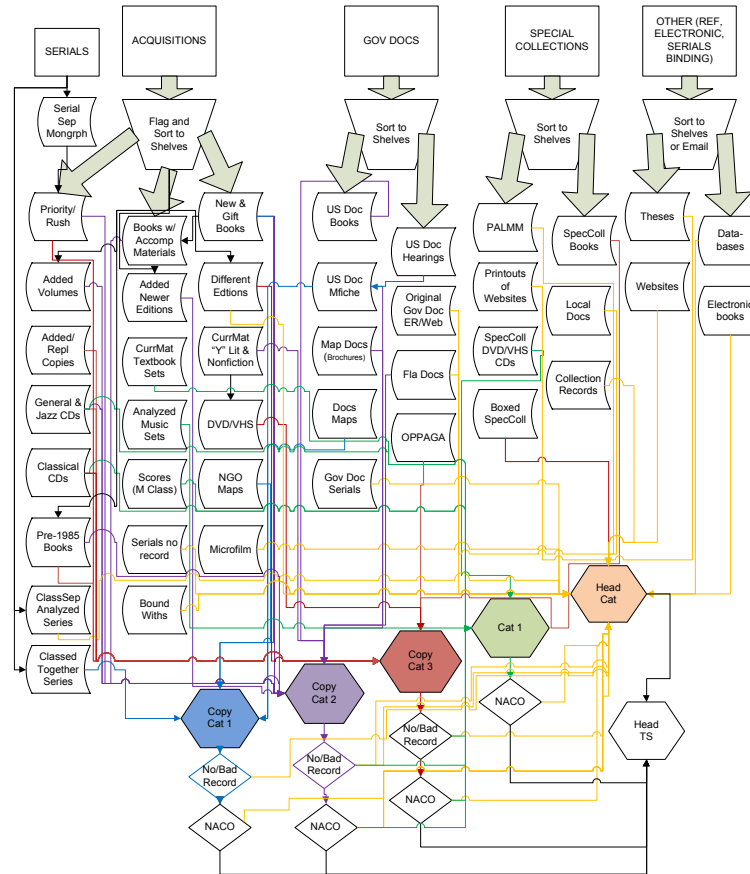 SERIALS
ACQUISITIONS
GOV DOCS
SPECIAL
COLLECTIONS
OTHER (REF,
ELECTRONIC,
SERIALS
BINDING)
Serial
Sep
Mongrph
Flag and
Sort to
Shelves
Sort to
Shelves
Sort to
Shelves
Sort to
Shelves
or Email
Priority/
Rush
Books w/
Accomp
Materials
New &
Gift
Books
US Doc
Books
US Doc
Hearings
PALMM
SpecColl
Books
Theses
Data-
bases
Added
Volumes
Added
Newer
Editions
Different
Edtions
US Doc
Mfiche
Original
Gov Doc
ER/Web
Printouts
of
Websites
Local
Docs
Websites
Electronic
books
Added/
Repl
Copies
CurrMat
Textbook
Sets
CurrMat
"Y" Lit &
Nonfiction
Map Docs
(Brochures)
Fla Docs
SpecColl
DVD/VHS
CDs
Collection
Records
General &
Jazz CDs
Analyzed
Music
Sets
DVD/VHS
Docs
Maps
OPPAGA
Boxed
SpecColl
Classical
CDs
Scores
(M Class)
NGO
Maps
Gov Doc
Serials
Pre-1985
Books
Serials no
record
Microfilm
ClassSep
Analyzed
Series
Bound
Withs
Head
Cat
Cat 1
Classed
Together
Series
Copy
Cat 3
Copy
Cat 2
Copy
Cat 1
NACO
Head
TS
No/Bad
Record
No/Bad
Record
No/Bad
Record
NACO
NACO
NACO